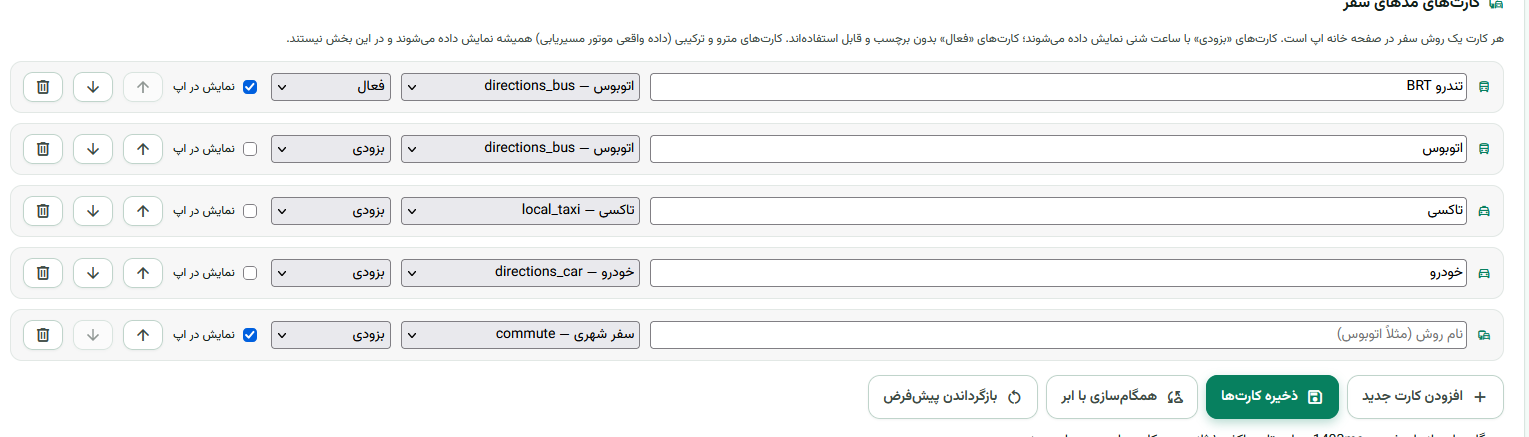 کارت‌های مدهای سفر
هر کارت یک روش سفر در صفحه خانه اپ است. کارت‌های «بزودی» با ساعت شنی نمایش داده می‌شوند؛ کارت‌های «فعال» بدون برچسب و قابل استفاده‌اند. کارت‌های مترو و ترکیبی (داده واقعی موتور مسیریابی) همیشه نمایش داده می‌شوند و در این بخش نیستند.
تندرو BRT اتوبوس — directions_bus فعال نمایش در اپ
اتوبوس اتوبوس — directions_bus بزودی نمایش در اپ
تاکسی تاکسی — local_taxi بزودی نمایش در اپ
خودرو خودرو — directions_car بزودی نمایش در اپ
نام روش (مثلاً اتوبوس) سفر شهری — commute بزودی نمایش در اپ
افزودن کارت جدید ذخیره کارت‌ها همگام‌سازی با ابر بازگرداندن پیش‌فرض